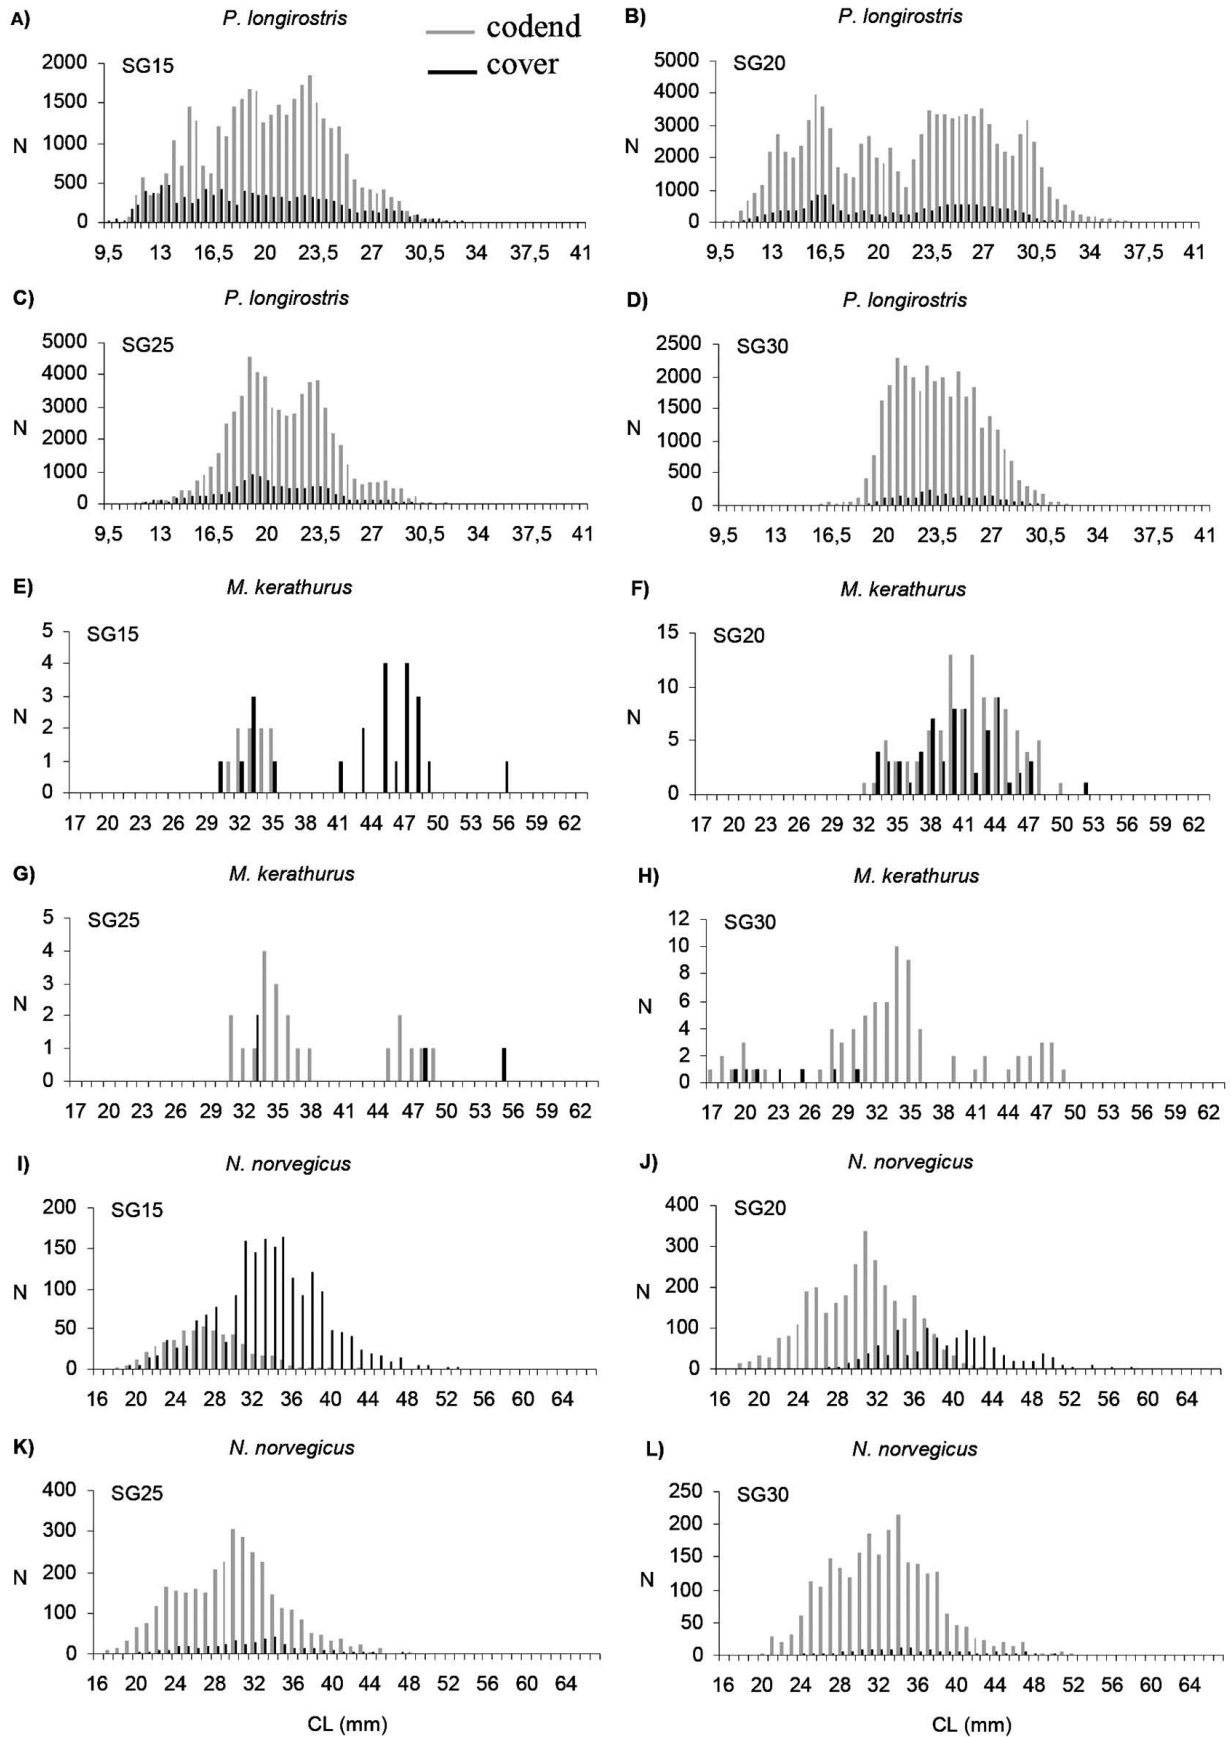 A) P. longirostris
codend
cover
SG15
2000
1500
1000
500
0
N
9,5 13 16,5 20 23,5 27 30,5 34 37,5 41
B) P. longirostris
SG20
5000
4000
3000
2000
1000
0
N
9,5 13 16,5 20 23,5 27 30,5 34 37,5 41
C) P. longirostris
SG25
5000
4000
3000
2000
1000
0
N
9,5 13 16,5 20 23,5 27 30,5 34 37,5 41
D) P. longirostris
SG30
2500
2000
1500
1000
500
0
N
9,5 13 16,5 20 23,5 27 30,5 34 37,5 41
E) M. kerathurus
SG15
5
4
3
2
1
0
N
17 20 23 26 29 32 35 38 41 44 47 50 53 56 59 62
F) M. kerathurus
SG20
15
10
5
0
N
17 20 23 26 29 32 35 38 41 44 47 50 53 56 59 62
G) M. kerathurus
SG25
5
4
3
2
1
0
N
17 20 23 26 29 32 35 38 41 44 47 50 53 56 59 62
H) M. kerathurus
SG30
12
10
8
6
4
2
0
N
17 20 23 26 29 32 35 38 41 44 47 50 53 56 59 62
I) N. norvegicus
SG15
200
150
100
50
0
N
16 20 24 28 32 36 40 44 48 52 56 60 64
J) N. norvegicus
SG20
400
300
200
100
0
N
16 20 24 28 32 36 40 44 48 52 56 60 64
K) N. norvegicus
SG25
400
300
200
100
0
N
16 20 24 28 32 36 40 44 48 52 56 60 64
CL (mm)
L) N. norvegicus
SG30
250
200
150
100
50
0
N
16 20 24 28 32 36 40 44 48 52 56 60 64
CL (mm)